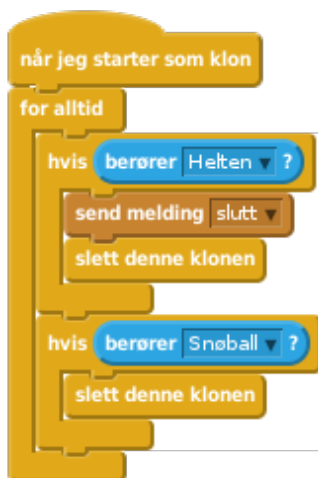 når jeg starter som klon
for alltid
hvis berører Helten ?
send melding slutt
slett denne klonen
hvis berører Snøball ?
slett denne klonen